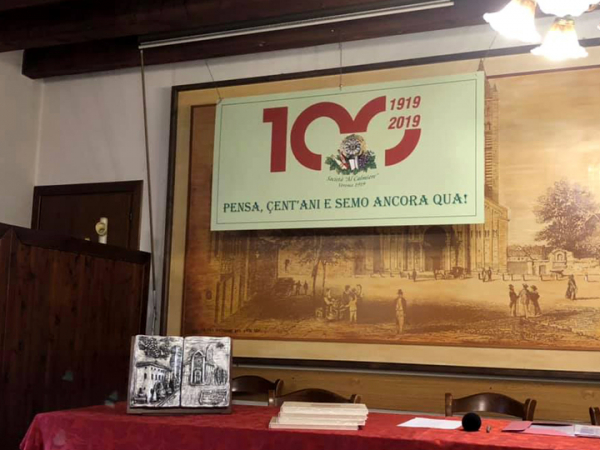 100 1919
2019
PENSA, ÇENT'ANI E SEMO ANCORA QUA!